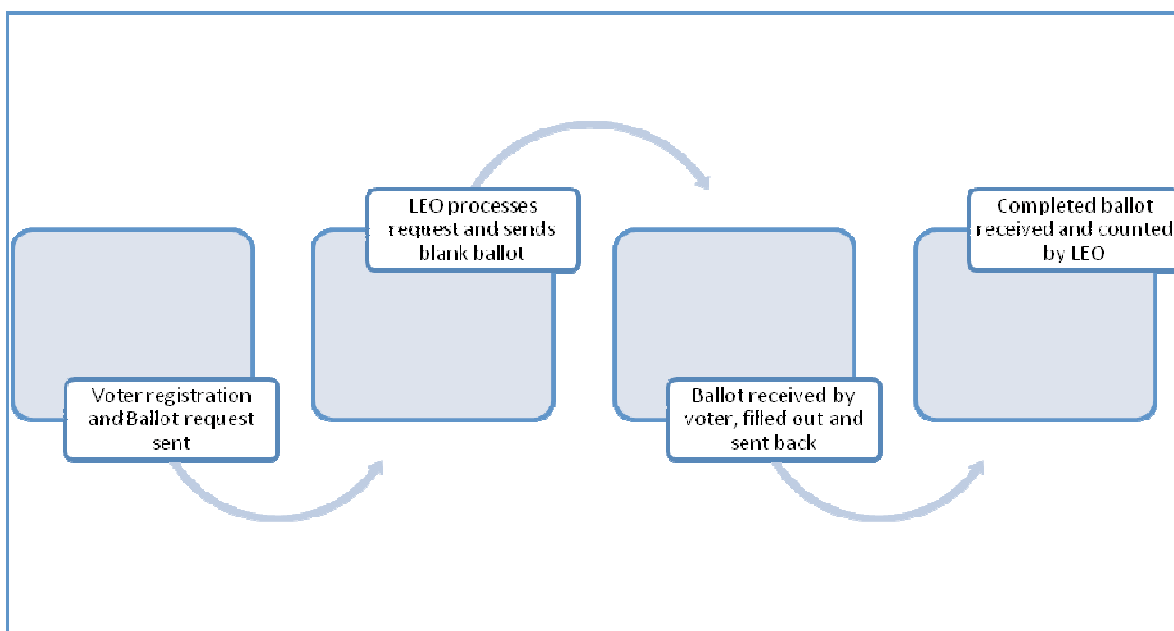 Voter registration
and Ballot request
sent
LEO processes
request and sends
blank ballot
Ballot received by
voter, filled out and
sent back
Completed ballot
received and counted
by LEO